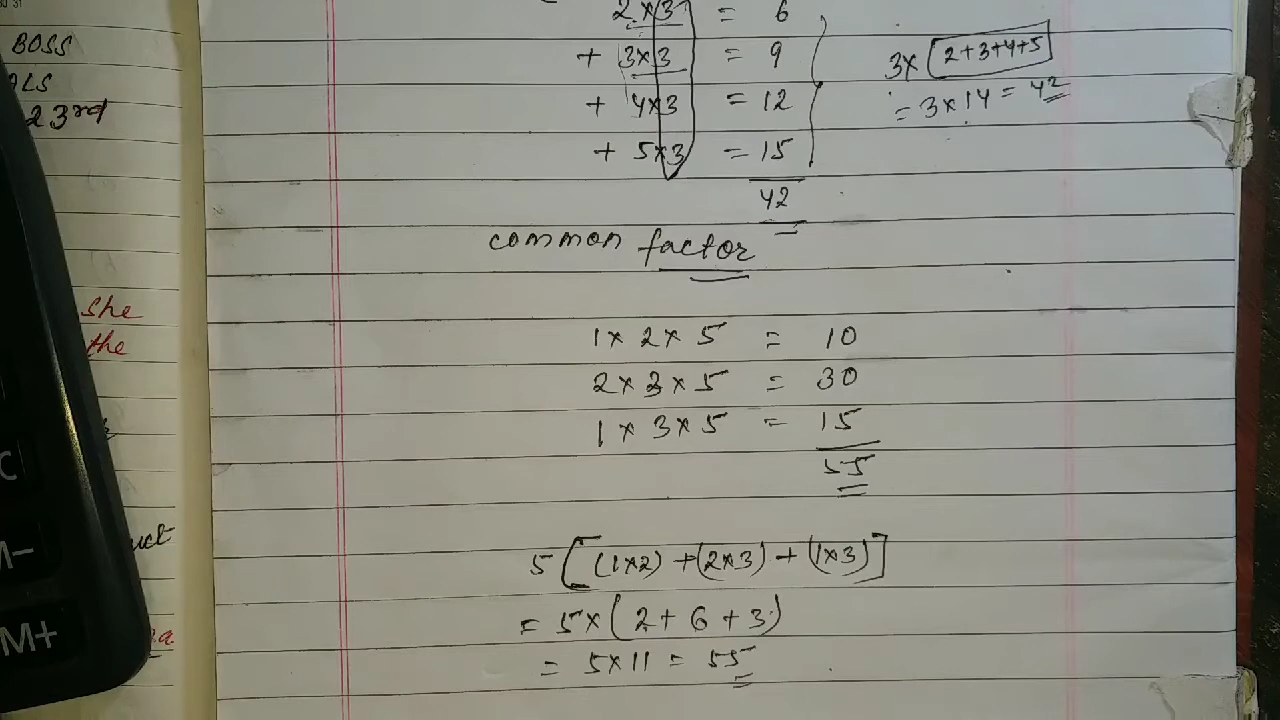 BOSS
23rd
she
the
uct
C
M-
M+
2×3 = 6
+ 3×3 = 9
+ 4×3 = 12
+ 5×3 = 15
42
3× [2+3+4+5
= 3×14 = 42
common factor
1×2×5 = 10
2×3×5 = 30
1×3×5 = 15
55
5[(1×2)+(2×3)+(1×3)]
= 5×(2+6+3)
= 5×11 = 55